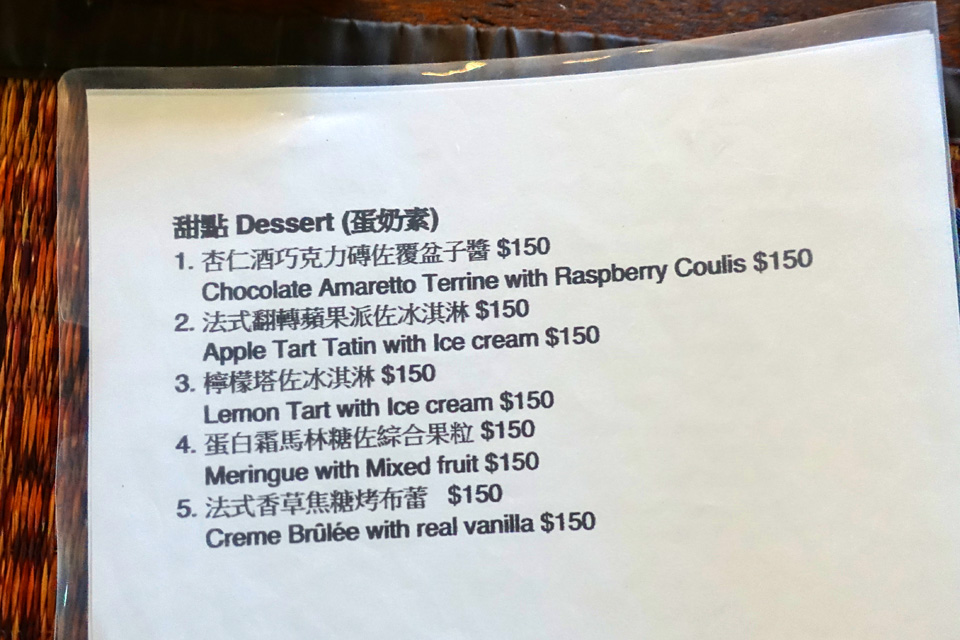 甜點 Dessert (蛋奶素)
1. 杏仁酒巧克力磚佐覆盆子醬 $150
Chocolate Amaretto Terrine with Raspberry Coulis $150
2. 法式翻轉蘋果派佐冰淇淋 $150
Apple Tart Tatin with Ice cream $150
3. 檸檬塔佐冰淇淋 $150
Lemon Tart with Ice cream $150
4. 蛋白霜馬林糖佐綜合果粒 $150
Meringue with Mixed fruit $150
5. 法式香草焦糖烤布蕾 $150
Creme Brûlée with real vanilla $150